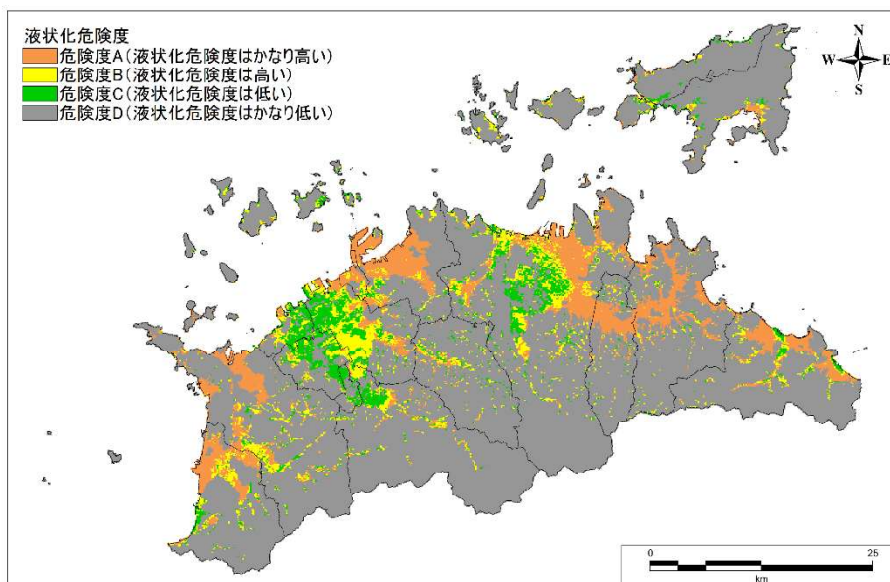 液状化危険度
危険度A(液状化危険度はかなり高い)
危険度B(液状化危険度は高い)
危険度C(液状化危険度は低い)
危険度D(液状化危険度はかなり低い)
N
W E
S
0 25
km